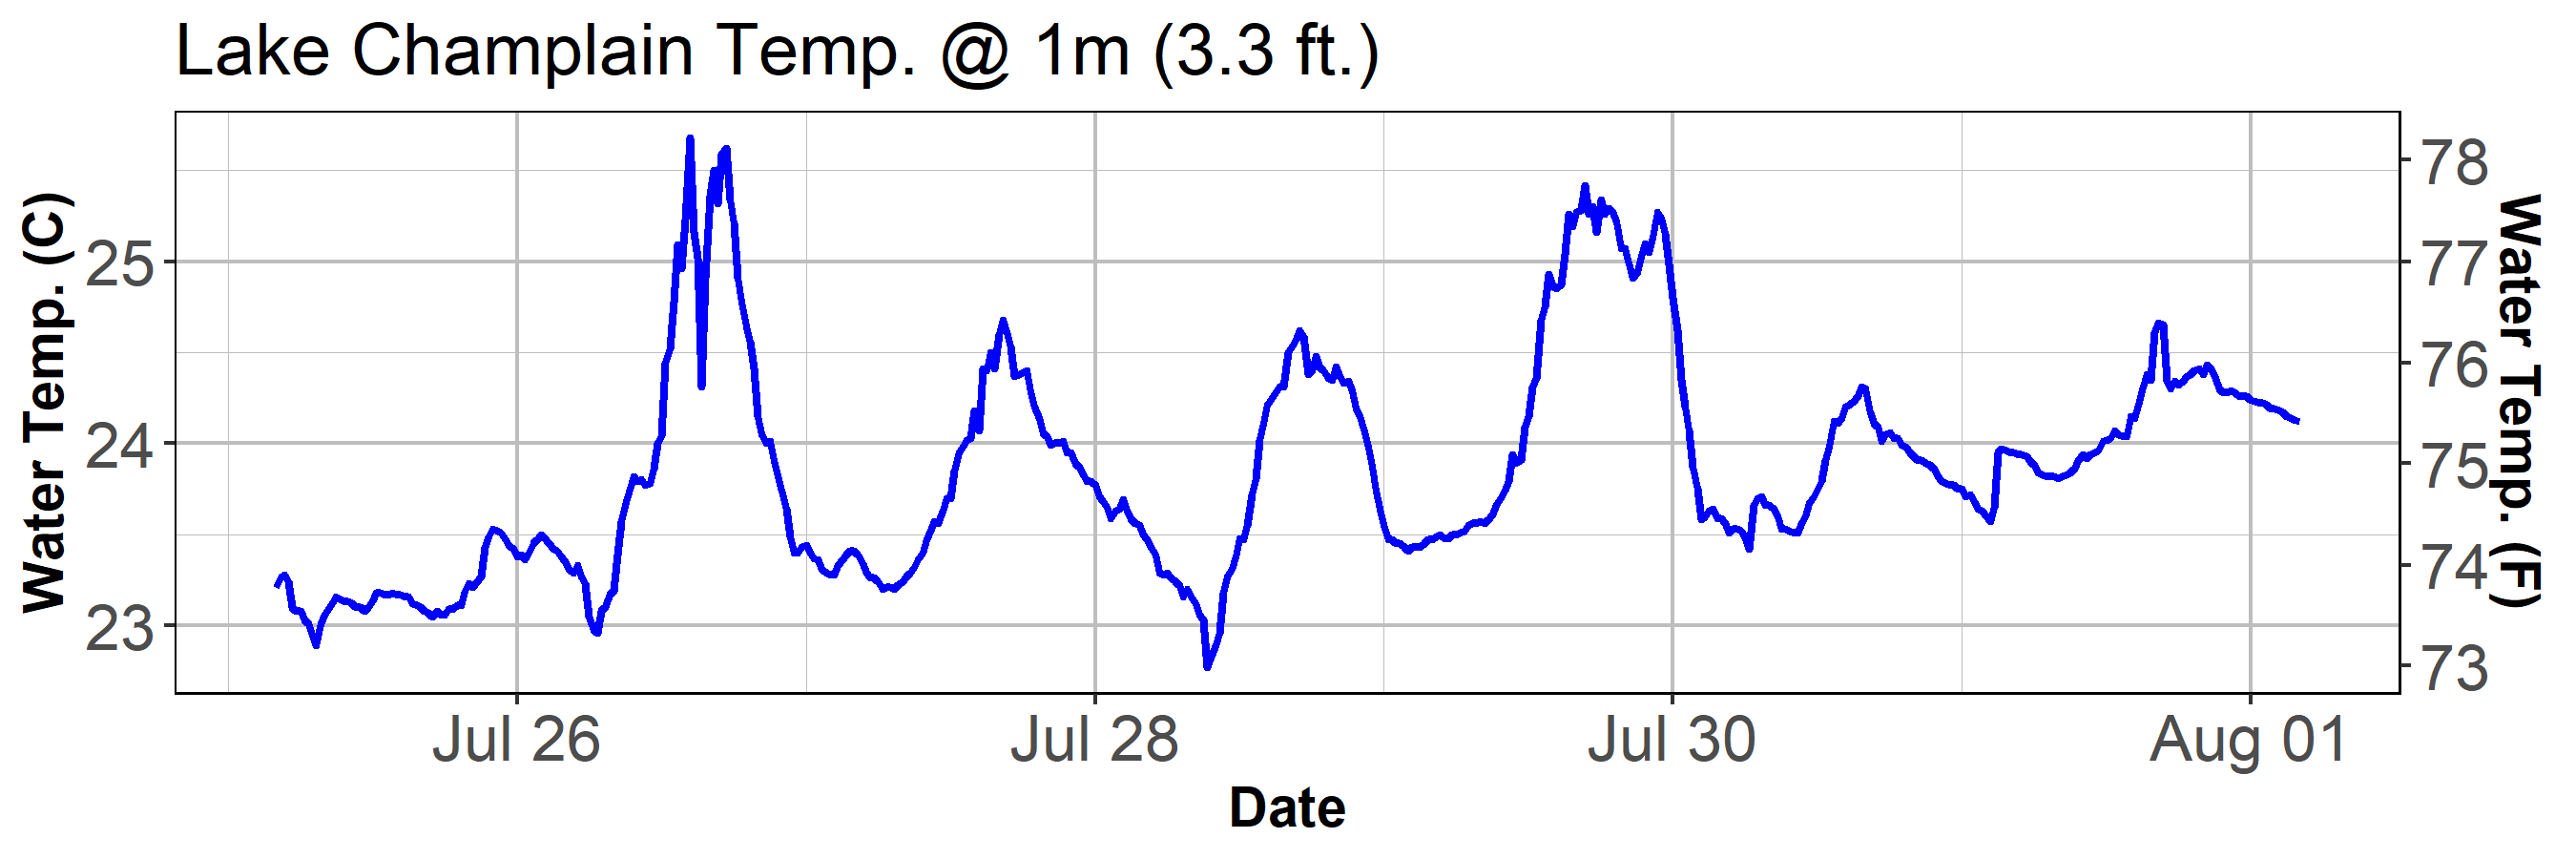 Lake Champlain Temp. @ 1m (3.3 ft.)
Water Temp. (C)
25
24
23
78
77
76
75
74
73
Water Temp. (F)
Jul 26
Jul 28
Jul 30
Aug 01
Date